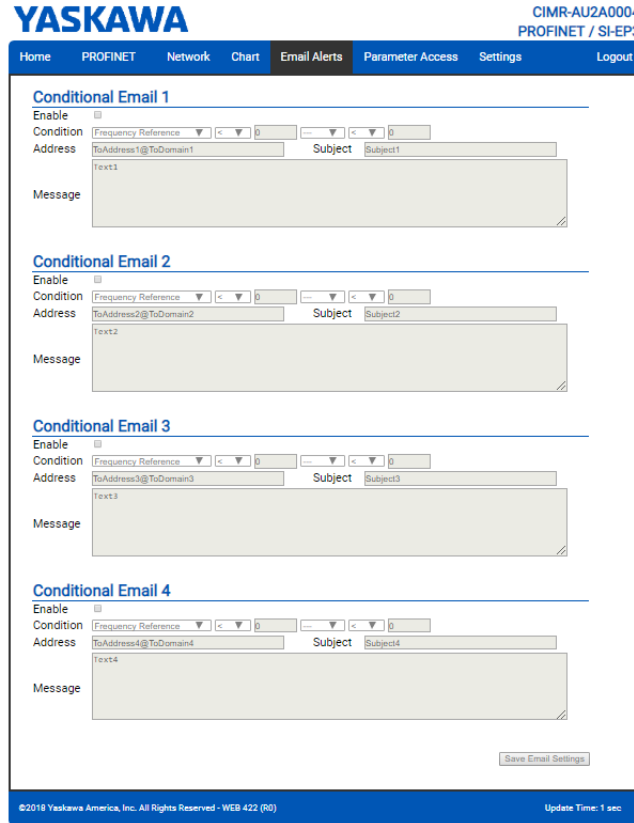 YASKAWA
CIMR-AU2A0004
PROFINET / SI-EP3
Home PROFINET Network Chart Email Alerts Parameter Access Settings Logout
Conditional Email 1
Enable
Condition Frequency Reference ▼ < ▼ 0 --- ▼ < ▼ 0
Address ToAddress1@ToDomain1 Subject Subject1
Message Text1
Conditional Email 2
Enable
Condition Frequency Reference ▼ < ▼ 0 --- ▼ < ▼ 0
Address ToAddress2@ToDomain2 Subject Subject2
Message Text2
Conditional Email 3
Enable
Condition Frequency Reference ▼ < ▼ 0 --- ▼ < ▼ 0
Address ToAddress3@ToDomain3 Subject Subject3
Message Text3
Conditional Email 4
Enable
Condition Frequency Reference ▼ < ▼ 0 --- ▼ < ▼ 0
Address ToAddress4@ToDomain4 Subject Subject4
Message Text4
Save Email Settings
©2018 Yaskawa America, Inc. All Rights Reserved - WEB 422 (R0) Update Time: 1 sec